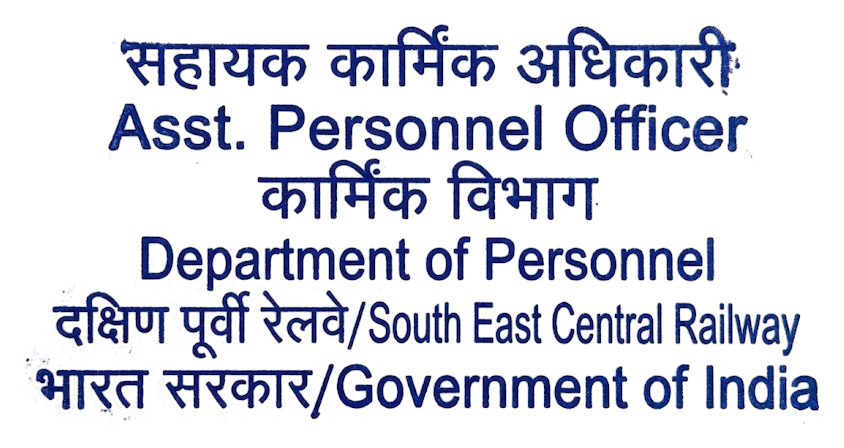 सहायक कार्मिक अधिकारी
Asst. Personnel Officer
कार्मिक विभाग
Department of Personnel
दक्षिण पूर्वी रेलवे/South East Central Railway
भारत सरकार/Government of India